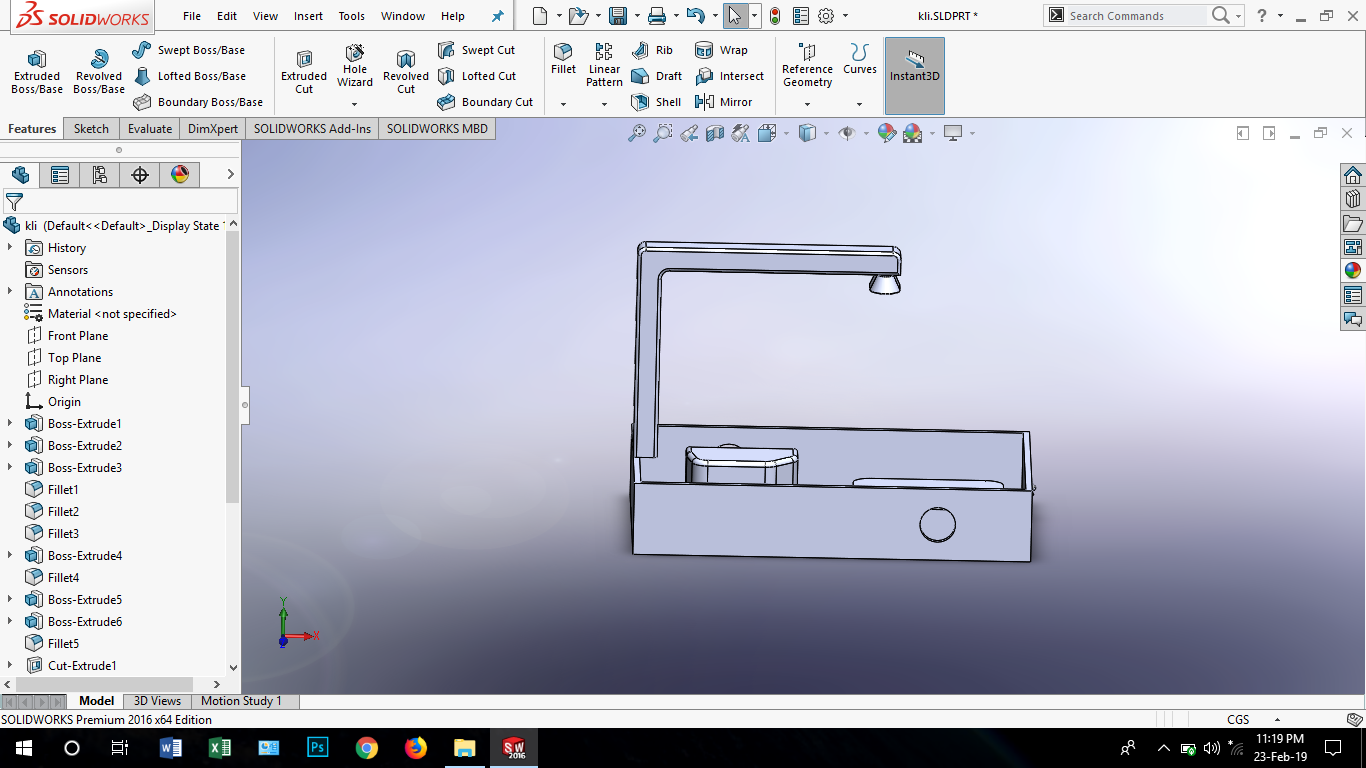 SOLIDWORKS
File Edit View Insert Tools Window Help
kli.SLDPRT *
Search Commands
?
Extruded Boss/Base
Revolved Boss/Base
Swept Boss/Base
Lofted Boss/Base
Boundary Boss/Base
Extruded Cut
Hole Wizard
Revolved Cut
Swept Cut
Lofted Cut
Boundary Cut
Fillet
Linear Pattern
Rib
Draft
Shell
Wrap
Intersect
Mirror
Reference Geometry
Curves
Instant3D
Features Sketch Evaluate DimXpert SOLIDWORKS Add-Ins SOLIDWORKS MBD
kli (Default<<Default>_Display State
History
Sensors
A Annotations
Material <not specified>
Front Plane
Top Plane
Right Plane
Origin
Boss-Extrude1
Boss-Extrude2
Boss-Extrude3
Fillet1
Fillet2
Fillet3
Boss-Extrude4
Fillet4
Boss-Extrude5
Boss-Extrude6
Fillet5
Cut-Extrude1
Y
X
Model 3D Views Motion Study 1
SOLIDWORKS Premium 2016 x64 Edition
CGS
Ps
SW 2016
11:19 PM
23-Feb-19